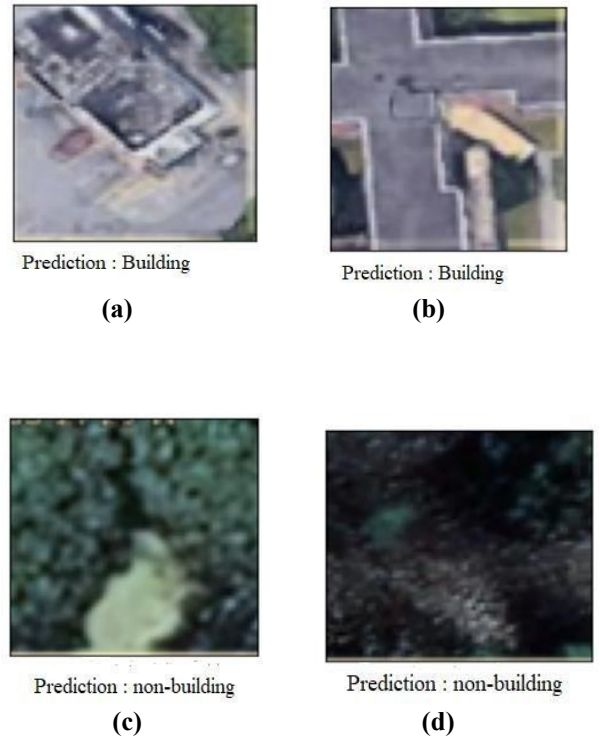 Prediction : Building
Prediction : Building
(a)
(b)
Prediction : non-building
Prediction : non-building
(c)
(d)